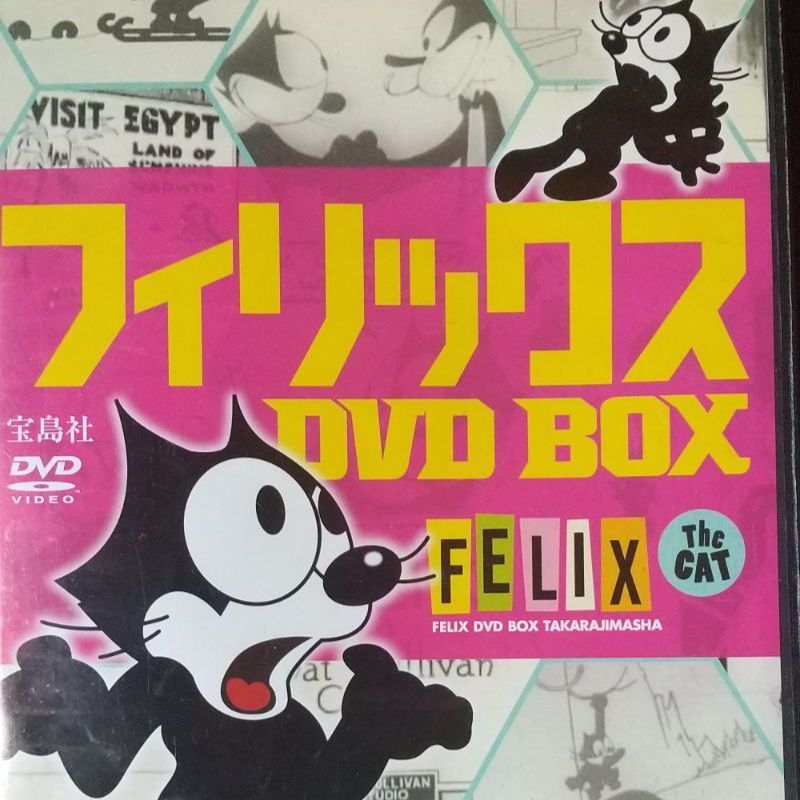 VISIT EGYPT
LAND OF
フィリックス
DVD BOX
宝島社
DVD
VIDEO
FELIX
The
CAT
FELIX DVD BOX TAKARAJIMASHA